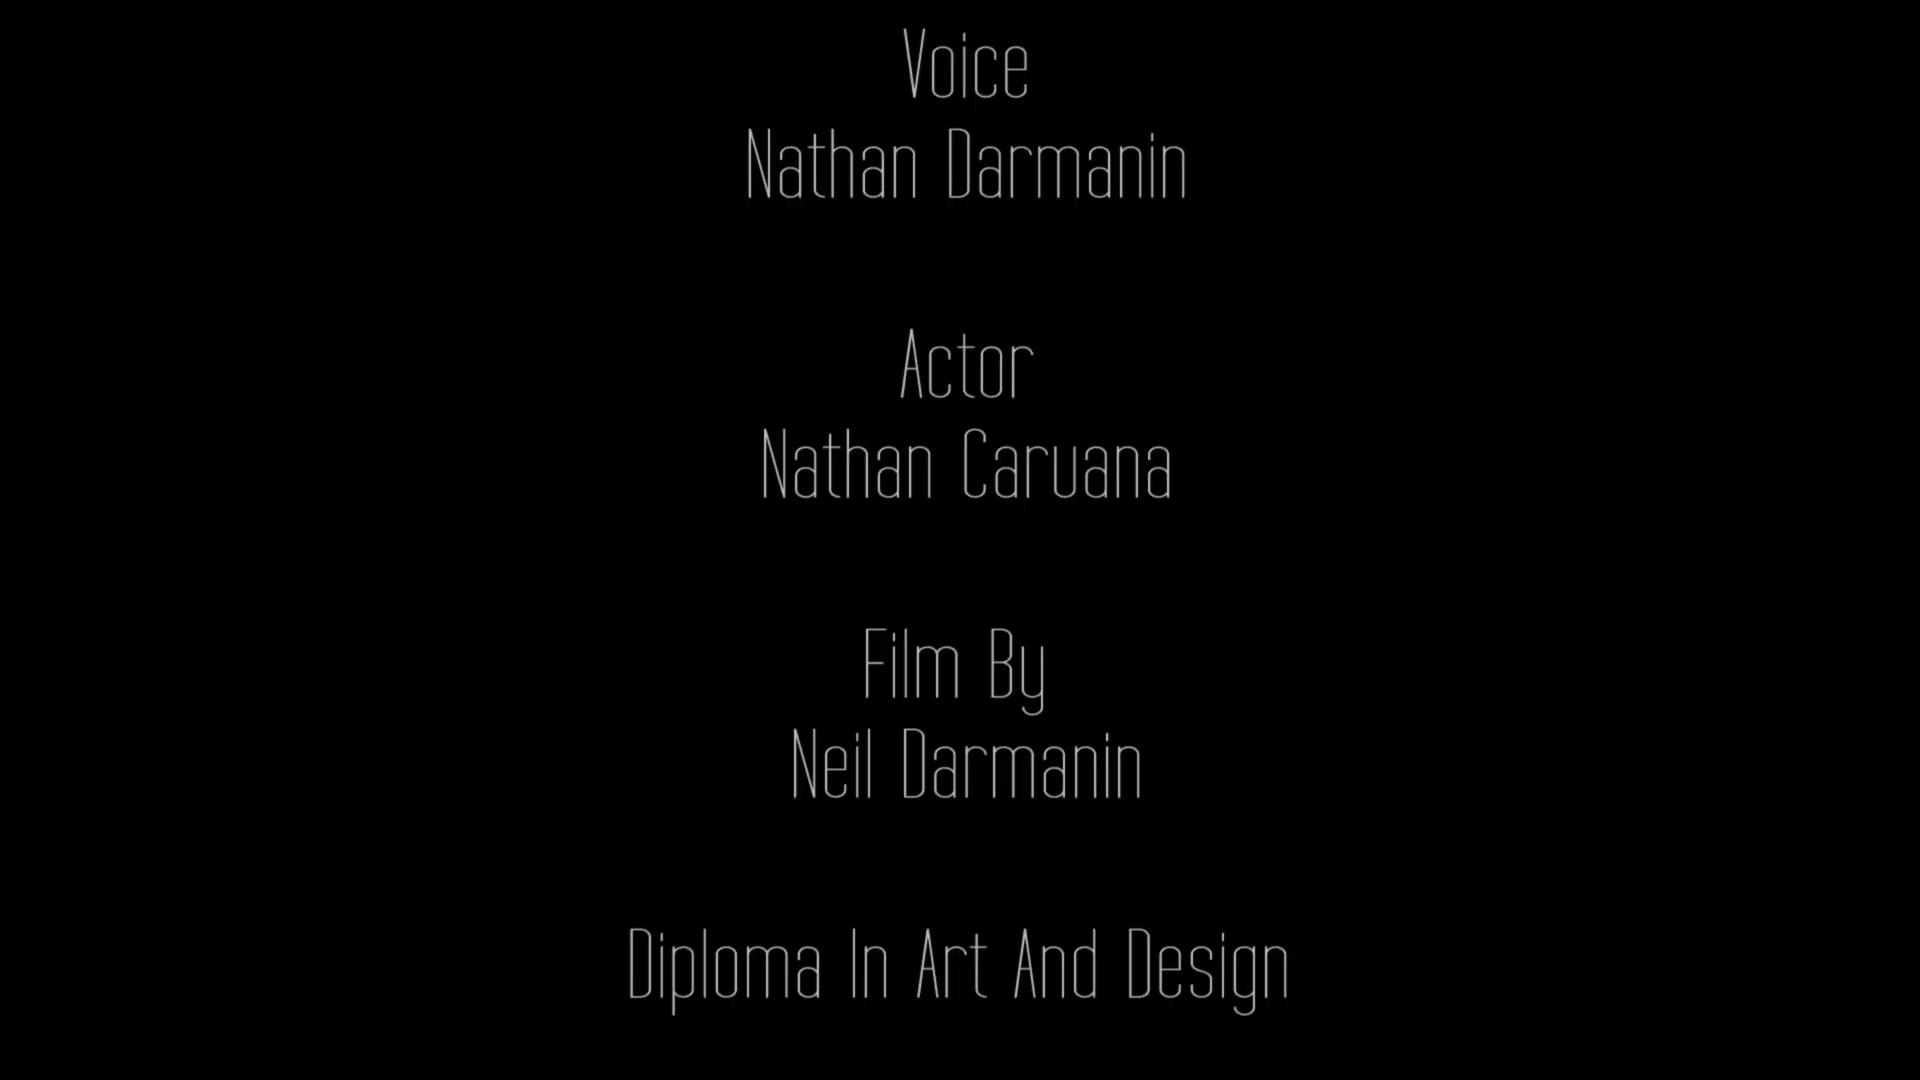 Voice
Nathan Darmanin
Actor
Nathan Caruana
Film By
Neil Darmanin
Diploma In Art And Design